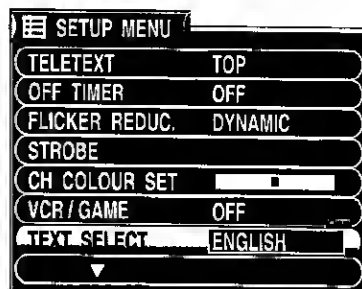 SETUP MENU
TELETEXT TOP
OFF TIMER OFF
FLICKER REDUC. DYNAMIC
STROBE
CH COLOUR SET
VCR / GAME OFF
TEXT SELECT ENGLISH